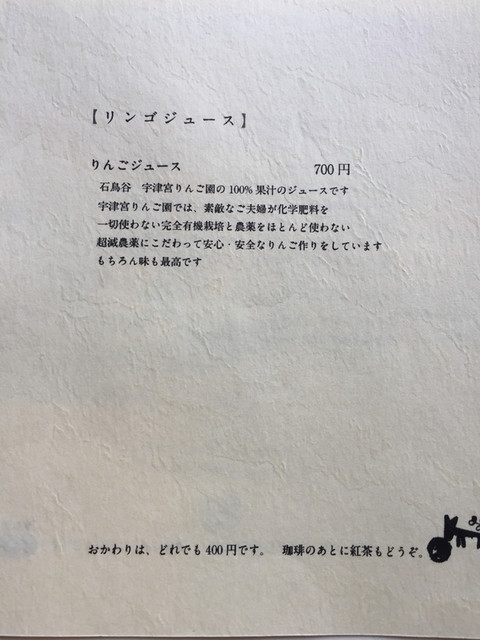 【リンゴジュース】
りんごジュース 700円
石鳥谷 宇津宮りんご園の100%果汁のジュースです
宇津宮りんご園では、素敵なご夫婦が化学肥料を
一切使わない完全有機栽培と農薬をほとんど使わない
超減農薬にこだわって安心・安全なりんご作りをしています
もちろん味も最高です
おかわりは、どれでも400円です。 珈琲のあとに紅茶もどうぞ。